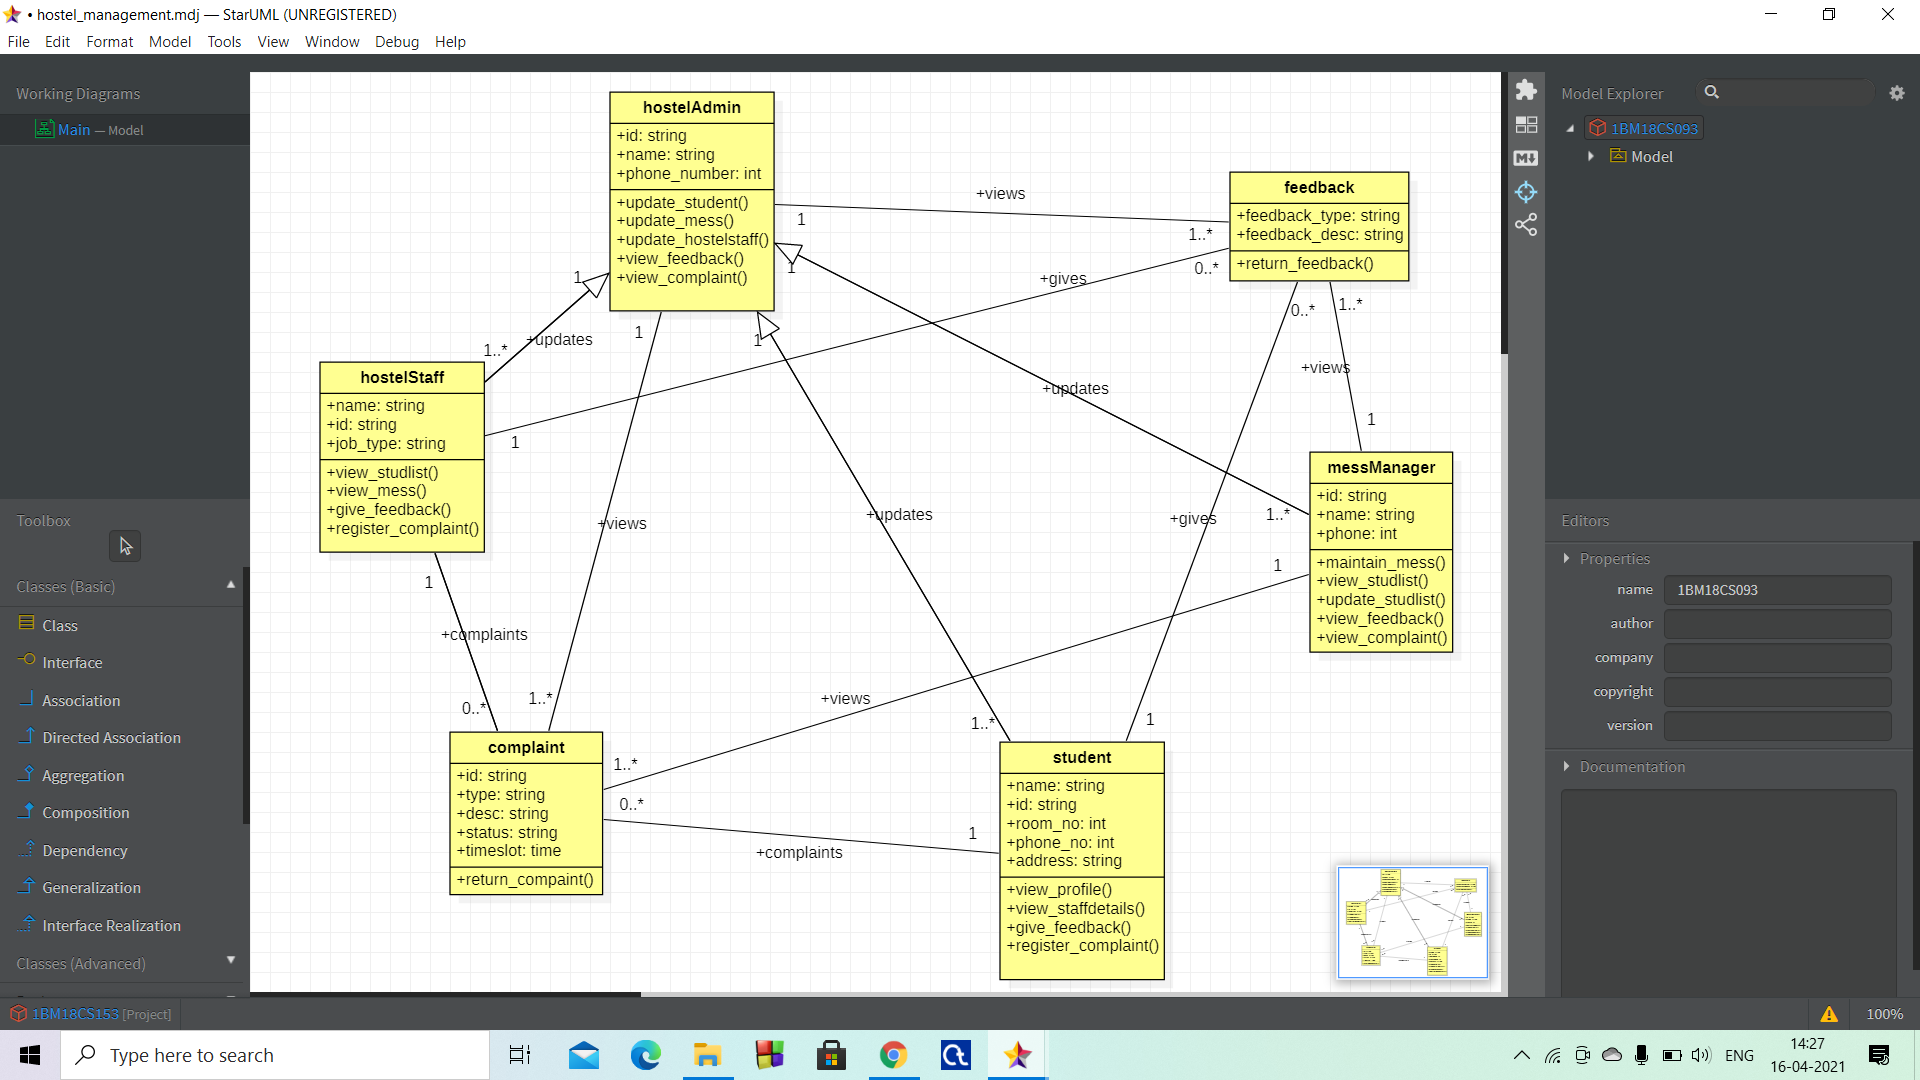 • hostel_management.mdj — StarUML (UNREGISTERED)
File Edit Format Model Tools View Window Debug Help
Working Diagrams
Main — Model
Toolbox
Classes (Basic)
Class
Interface
Association
Directed Association
Aggregation
Composition
Dependency
Generalization
Interface Realization
Classes (Advanced)
hostelAdmin
+id: string
+name: string
+phone_number: int
+update_student()
+update_mess()
+update_hostelstaff()
+view_feedback()
+view_complaint()
feedback
+feedback_type: string
+feedback_desc: string
+return_feedback()
hostelStaff
+name: string
+id: string
+job_type: string
+view_studlist()
+view_mess()
+give_feedback()
+register_complaint()
messManager
+id: string
+name: string
+phone: int
+maintain_mess()
+view_studlist()
+update_studlist()
+view_feedback()
+view_complaint()
complaint
+id: string
+type: string
+desc: string
+status: string
+timeslot: time
+return_compaint()
student
+name: string
+id: string
+room_no: int
+phone_no: int
+address: string
+view_profile()
+view_staffdetails()
+give_feedback()
+register_complaint()
+views
1
1..*
+gives
0..*
1
1
+updates
1..*
1
+views
1..*
1
+updates
1..*
1
+updates
1..*
0..*
+gives
1
1..*
+views
1
1
+complaints
0..*
1
+views
1..*
0..*
+complaints
1
Model Explorer
1BM18CS093
Model
Editors
Properties
name 1BM18CS093
author
company
copyright
version
Documentation
1BM18CS153 [Project]
100%
Type here to search
ENG
14:27
16-04-2021